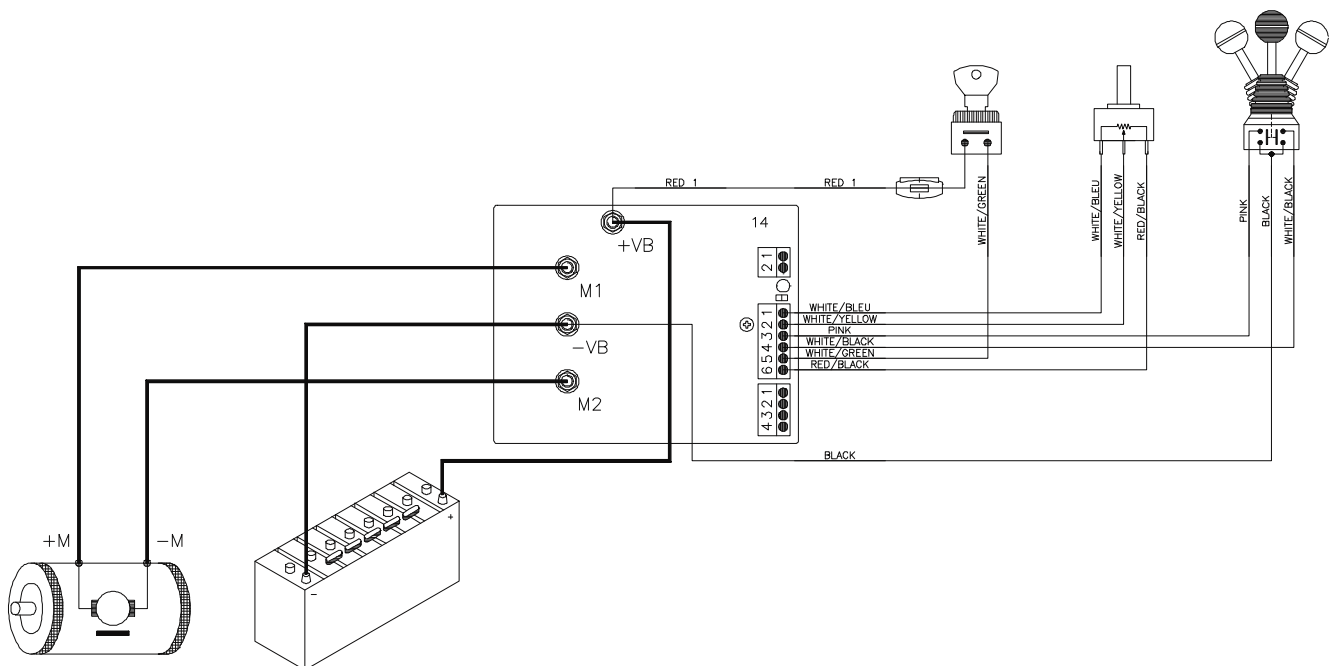 RED 1
RED 1
WHITE/GREEN
WHITE/BLEU
WHITE/YELLOW
RED/BLACK
PINK
BLACK
WHITE/BLACK
+VB
14
M1
-VB
M2
2 1
6 5 4 3 2 1
4 3 2 1
WHITE/BLEU
WHITE/YELLOW
PINK
WHITE/BLACK
WHITE/GREEN
RED/BLACK
BLACK
+M
-M
+
-